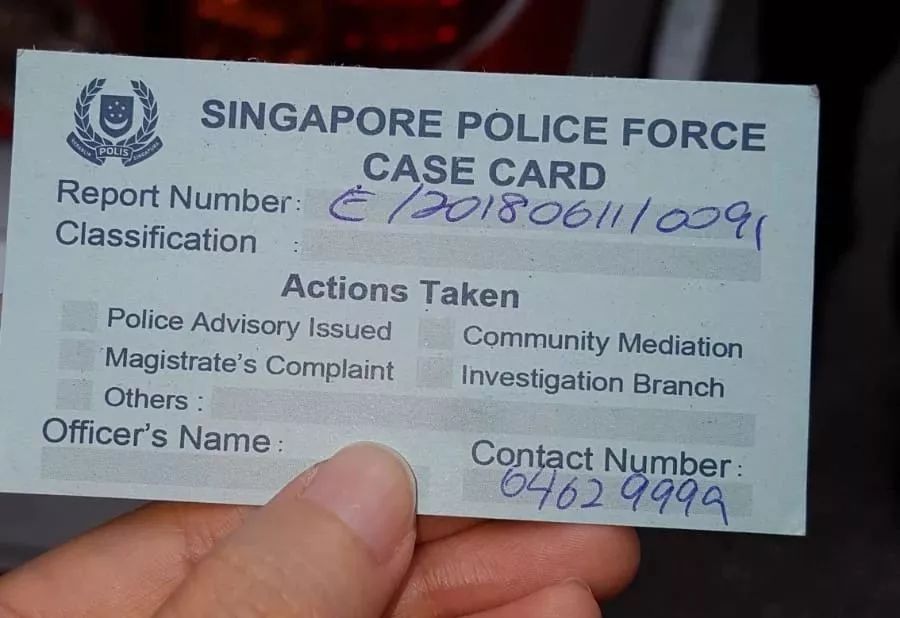 POLIS
SINGAPORE POLICE FORCE
CASE CARD
Report Number: E/20180611/0091
Classification :
Actions Taken
Police Advisory Issued Community Mediation
Magistrate's Complaint Investigation Branch
Others :
Officer's Name : Contact Number:
64629999